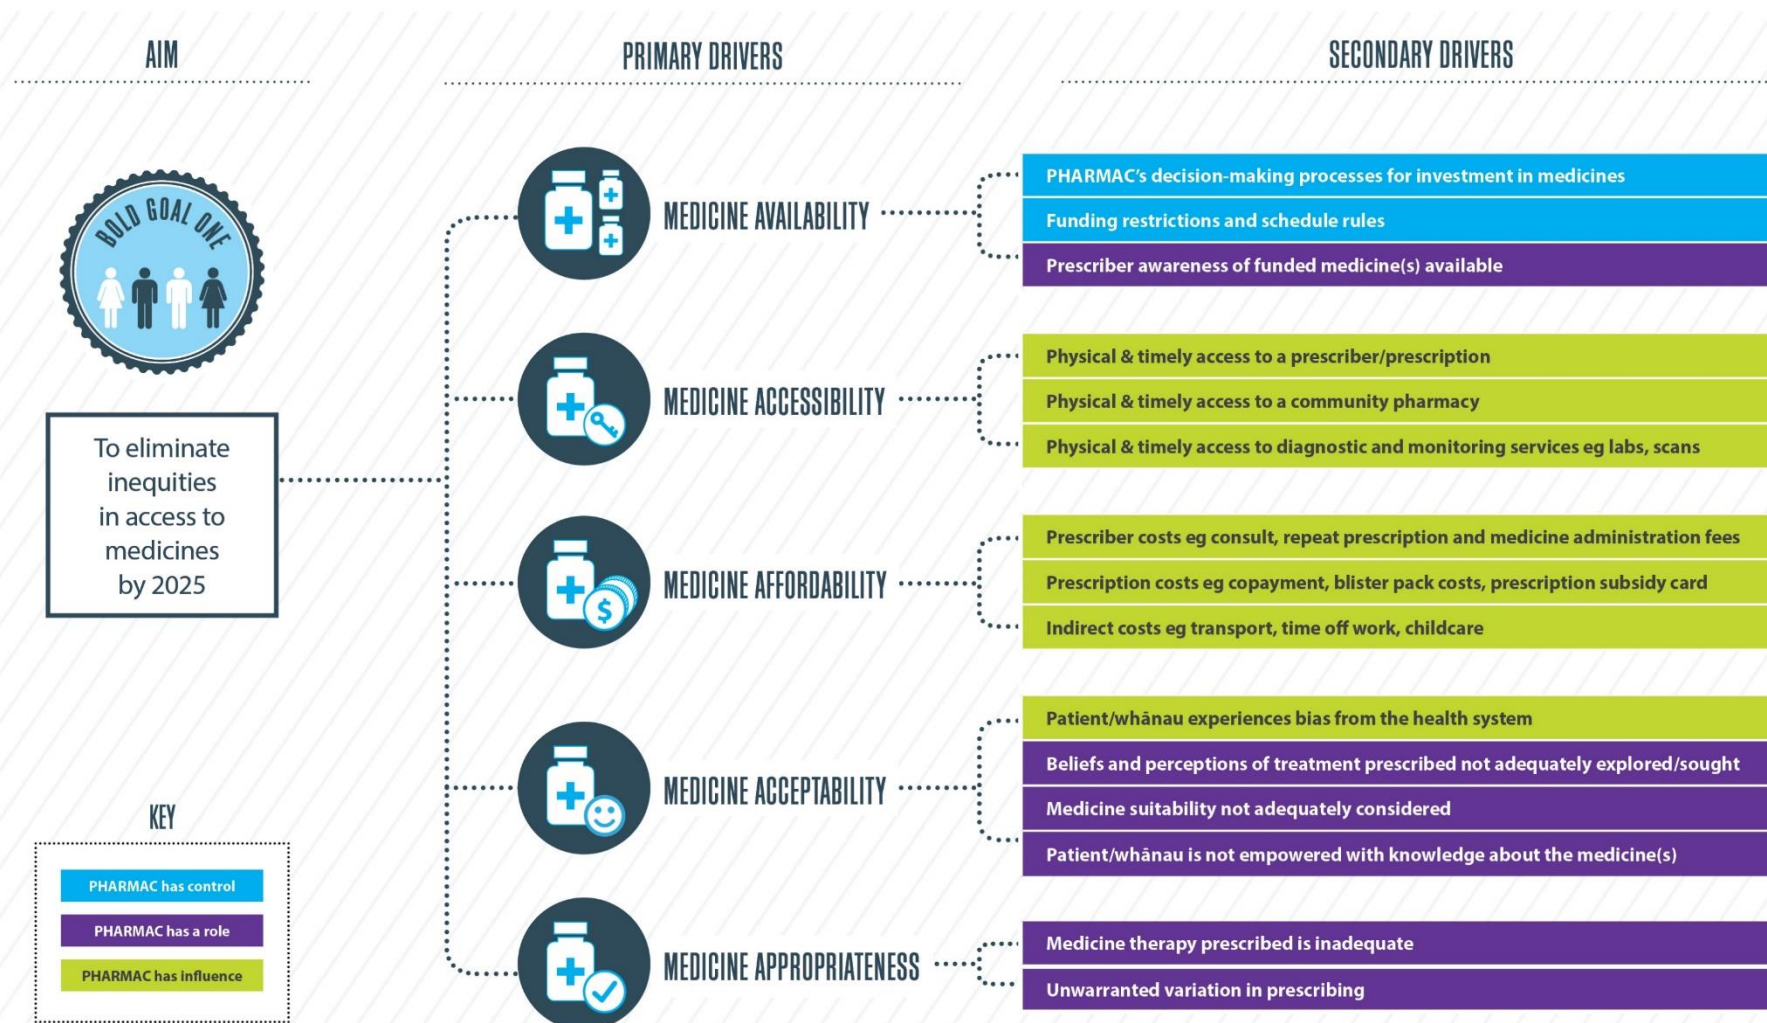 AIM
PRIMARY DRIVERS
SECONDARY DRIVERS
BOLD GOAL ONE
To eliminate
inequities
in access to
medicines
by 2025
MEDICINE AVAILABILITY
PHARMAC's decision-making processes for investment in medicines
Funding restrictions and schedule rules
Prescriber awareness of funded medicine(s) available
MEDICINE ACCESSIBILITY
Physical & timely access to a prescriber/prescription
Physical & timely access to a community pharmacy
Physical & timely access to diagnostic and monitoring services eg labs, scans
MEDICINE AFFORDABILITY
$
Prescriber costs eg consult, repeat prescription and medicine administration fees
Prescription costs eg copayment, blister pack costs, prescription subsidy card
Indirect costs eg transport, time off work, childcare
MEDICINE ACCEPTABILITY
Patient/whānau experiences bias from the health system
Beliefs and perceptions of treatment prescribed not adequately explored/sought
Medicine suitability not adequately considered
Patient/whānau is not empowered with knowledge about the medicine(s)
MEDICINE APPROPRIATENESS
Medicine therapy prescribed is inadequate
Unwarranted variation in prescribing
KEY
PHARMAC has control
PHARMAC has a role
PHARMAC has influence